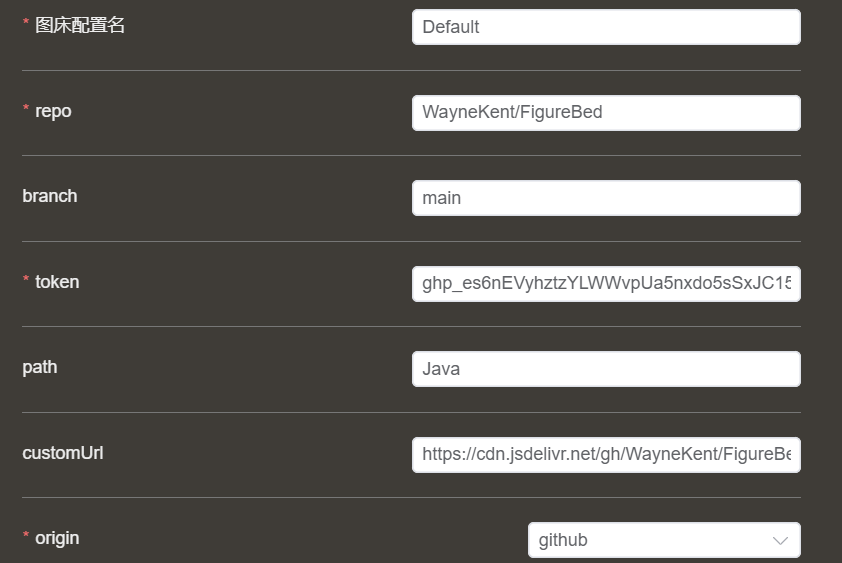 * 图床配置名
Default
* repo
WayneKent/FigureBed
branch
main
* token
ghp_es6nEVyhztzYLWWvpUa5nxdo5sSxJC15
path
Java
customUrl
https://cdn.jsdelivr.net/gh/WayneKent/FigureBe
* origin
github